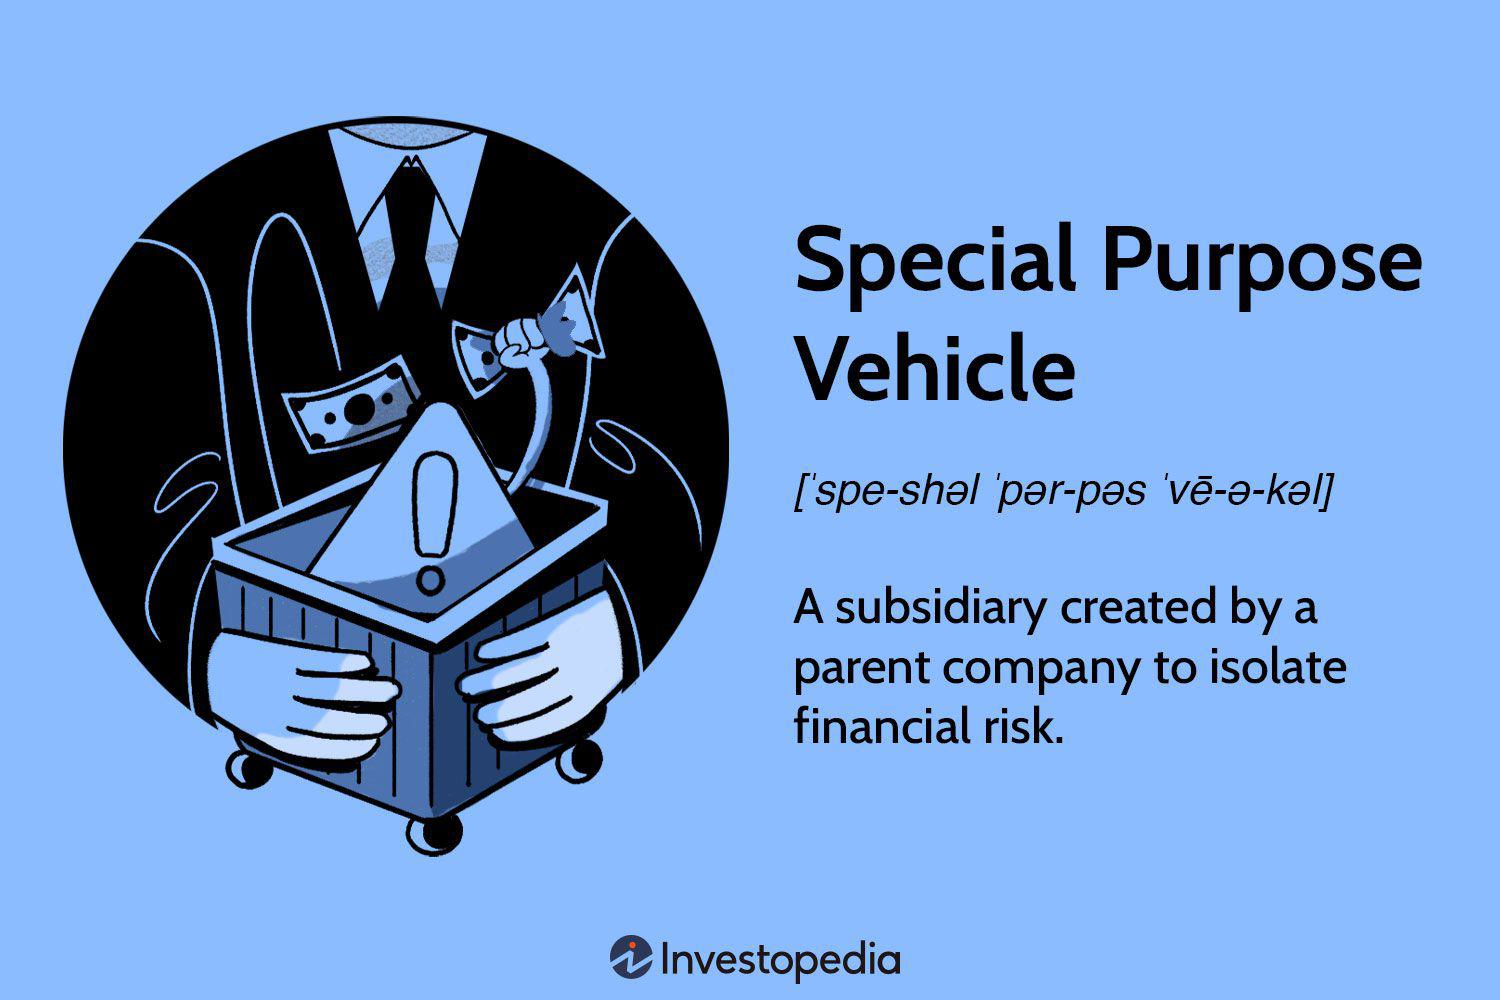 Special Purpose
Vehicle
[ˈspe-shəl ˈpər-pəs ˈvē-ə-kəl]
A subsidiary created by a
parent company to isolate
financial risk.
Investopedia